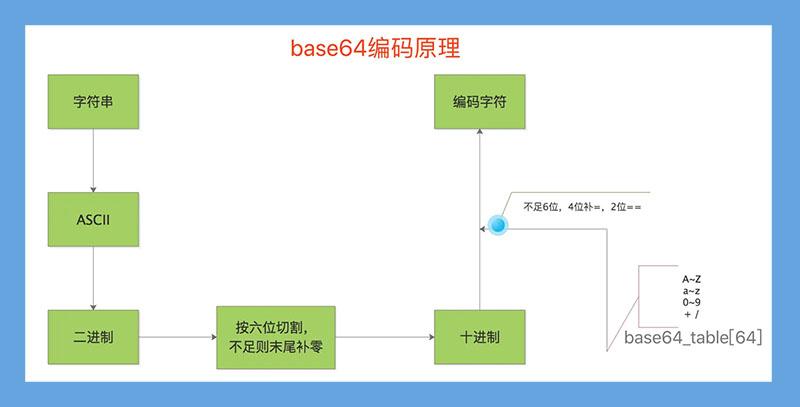 base64编码原理
字符串
编码字符
ASCII
不足6位，4位补=，2位==
A~Z
a~z
0~9
+ /
base64_table[64]
二进制
按六位切割，
不足则末尾补零
十进制